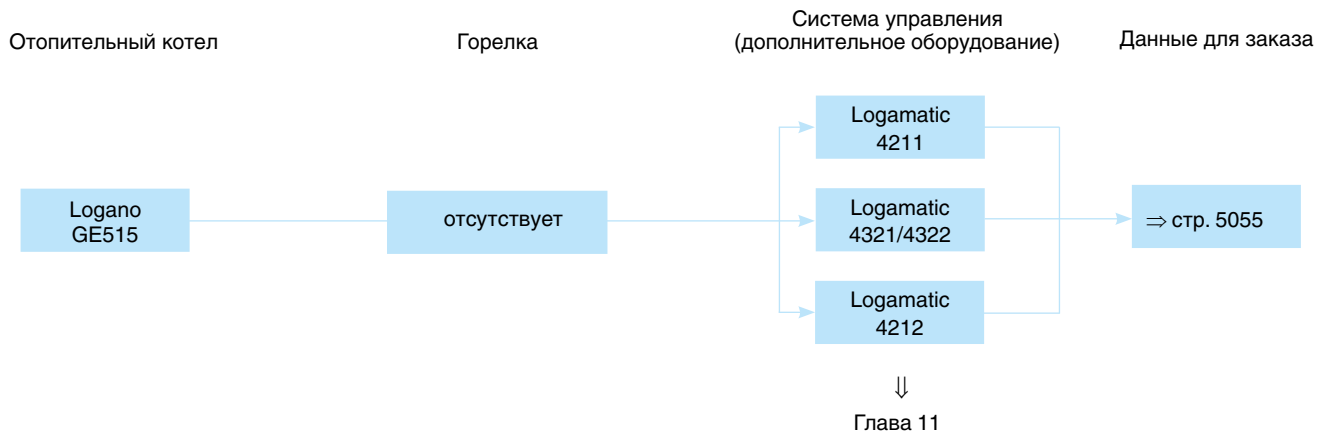 Отопительный котел
Горелка
Система управления
(дополнительное оборудование)
Данные для заказа
Logano
GE515
отсутствует
Logamatic
4211
Logamatic
4321/4322
Logamatic
4212
⇒ стр. 5055
⇓
Глава 11